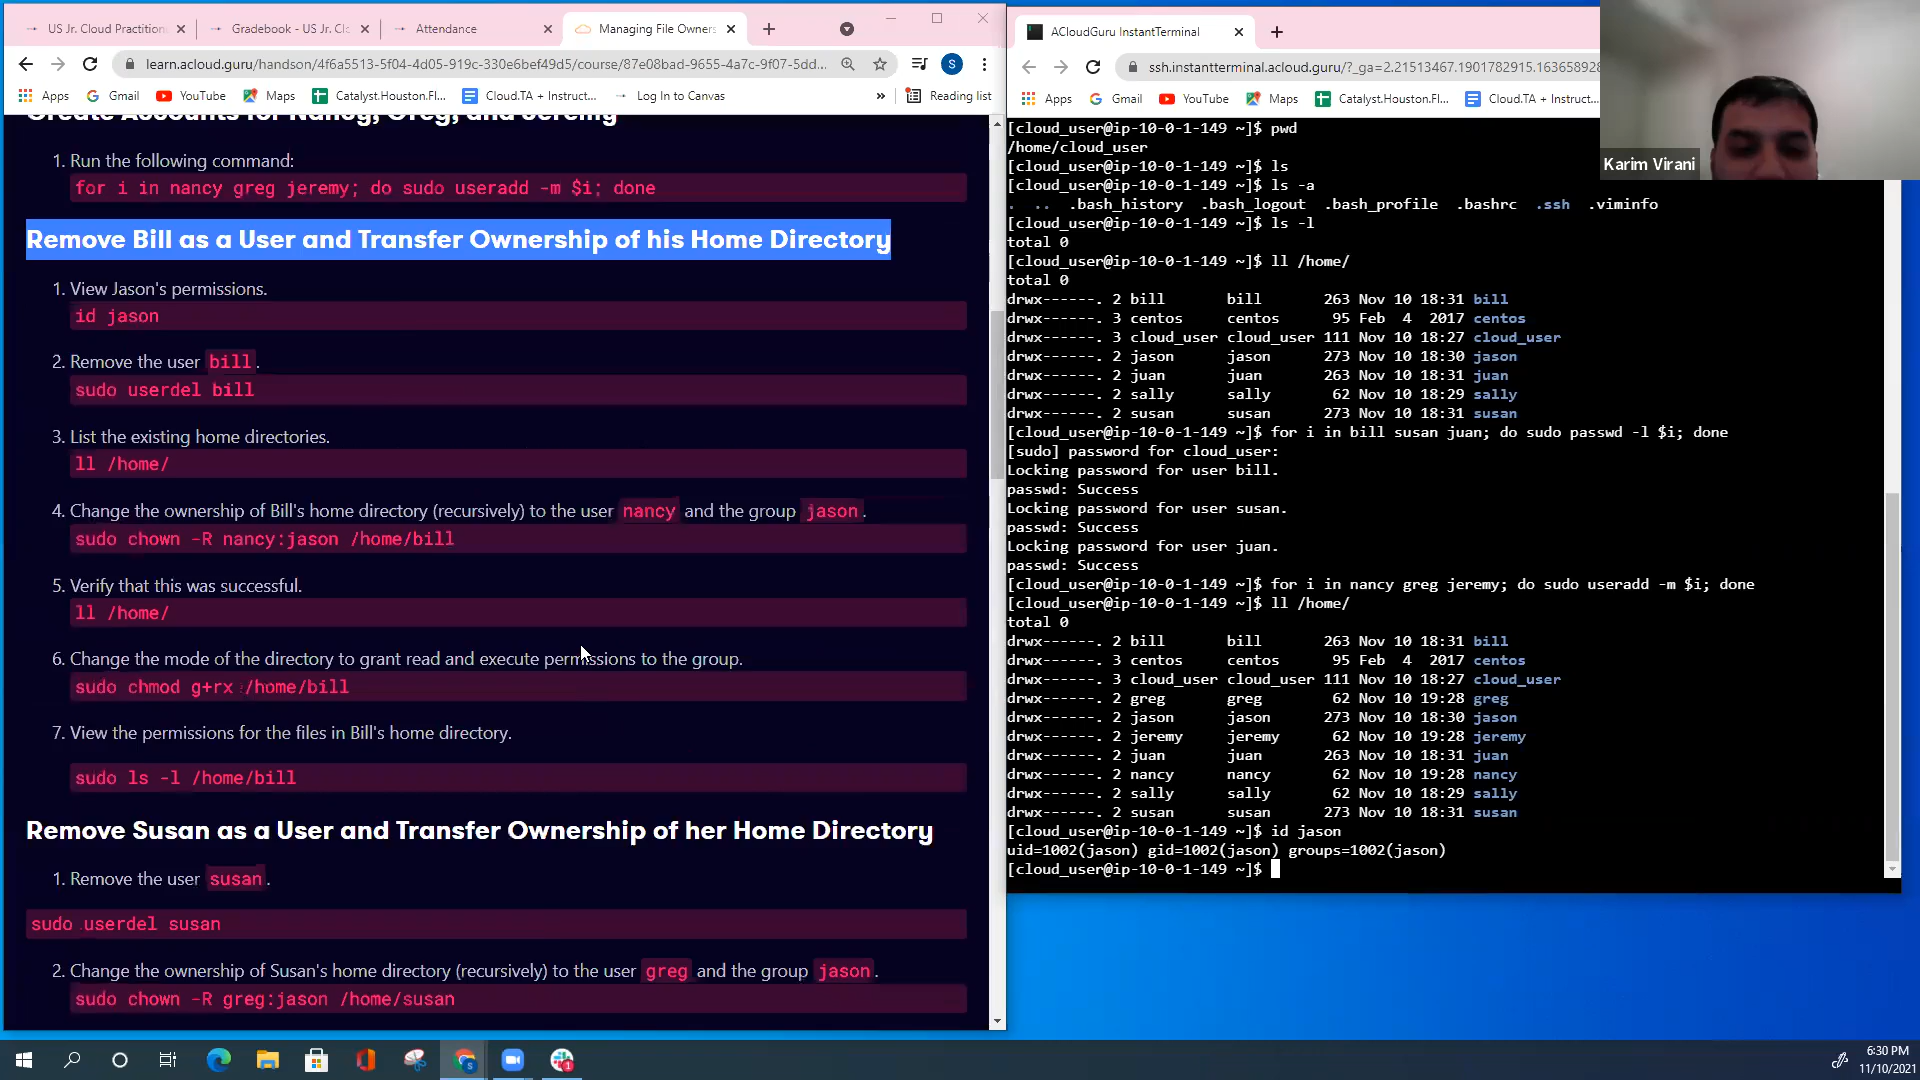 US Jr. Cloud Practition
Gradebook - US Jr. Cl
Attendance
Managing File Owners
learn.acloud.guru/handson/4f6a5513-5f04-4d05-919c-330e6bef49d5/course/87e08bad-9655-4a7c-9f07-5dd...
S
Apps
Gmail
YouTube
Maps
Catalyst.Houston.Fl...
Cloud.TA + Instruct...
Log In to Canvas
»
Reading list
Create Accounts for Nancy, Greg, and Jeremy
1. Run the following command:
for i in nancy greg jeremy; do sudo useradd -m $i; done
Remove Bill as a User and Transfer Ownership of his Home Directory
1. View Jason's permissions.
id jason
2. Remove the user bill.
sudo userdel bill
3. List the existing home directories.
ll /home/
4. Change the ownership of Bill's home directory (recursively) to the user nancy and the group jason.
sudo chown -R nancy:jason /home/bill
5. Verify that this was successful.
ll /home/
6. Change the mode of the directory to grant read and execute permissions to the group.
sudo chmod g+rx /home/bill
7. View the permissions for the files in Bill's home directory.
sudo ls -l /home/bill
Remove Susan as a User and Transfer Ownership of her Home Directory
1. Remove the user susan.
sudo userdel susan
2. Change the ownership of Susan's home directory (recursively) to the user greg and the group jason.
sudo chown -R greg:jason /home/susan
ACloudGuru InstantTerminal
ssh.instantterminal.acloud.guru/?_ga=2.21513467.1901782915.163658928
Apps
Gmail
YouTube
Maps
Catalyst.Houston.Fl...
Cloud.TA + Instruct...
Karim Virani
[cloud_user@ip-10-0-1-149 ~]$ pwd
/home/cloud_user
[cloud_user@ip-10-0-1-149 ~]$ ls
[cloud_user@ip-10-0-1-149 ~]$ ls -a
. .. .bash_history .bash_logout .bash_profile .bashrc .ssh .viminfo
[cloud_user@ip-10-0-1-149 ~]$ ls -l
total 0
[cloud_user@ip-10-0-1-149 ~]$ ll /home/
total 0
drwx------. 2 bill bill 263 Nov 10 18:31 bill
drwx------. 3 centos centos 95 Feb 4 2017 centos
drwx------. 3 cloud_user cloud_user 111 Nov 10 18:27 cloud_user
drwx------. 2 jason jason 273 Nov 10 18:30 jason
drwx------. 2 juan juan 263 Nov 10 18:31 juan
drwx------. 2 sally sally 62 Nov 10 18:29 sally
drwx------. 2 susan susan 273 Nov 10 18:31 susan
[cloud_user@ip-10-0-1-149 ~]$ for i in bill susan juan; do sudo passwd -l $i; done
[sudo] password for cloud_user:
Locking password for user bill.
passwd: Success
Locking password for user susan.
passwd: Success
Locking password for user juan.
passwd: Success
[cloud_user@ip-10-0-1-149 ~]$ for i in nancy greg jeremy; do sudo useradd -m $i; done
[cloud_user@ip-10-0-1-149 ~]$ ll /home/
total 0
drwx------. 2 bill bill 263 Nov 10 18:31 bill
drwx------. 3 centos centos 95 Feb 4 2017 centos
drwx------. 3 cloud_user cloud_user 111 Nov 10 18:27 cloud_user
drwx------. 2 greg greg 62 Nov 10 19:28 greg
drwx------. 2 jason jason 273 Nov 10 18:30 jason
drwx------. 2 jeremy jeremy 62 Nov 10 19:28 jeremy
drwx------. 2 juan juan 263 Nov 10 18:31 juan
drwx------. 2 nancy nancy 62 Nov 10 19:28 nancy
drwx------. 2 sally sally 62 Nov 10 18:29 sally
drwx------. 2 susan susan 273 Nov 10 18:31 susan
[cloud_user@ip-10-0-1-149 ~]$ id jason
uid=1002(jason) gid=1002(jason) groups=1002(jason)
[cloud_user@ip-10-0-1-149 ~]$
6:30 PM
11/10/2021